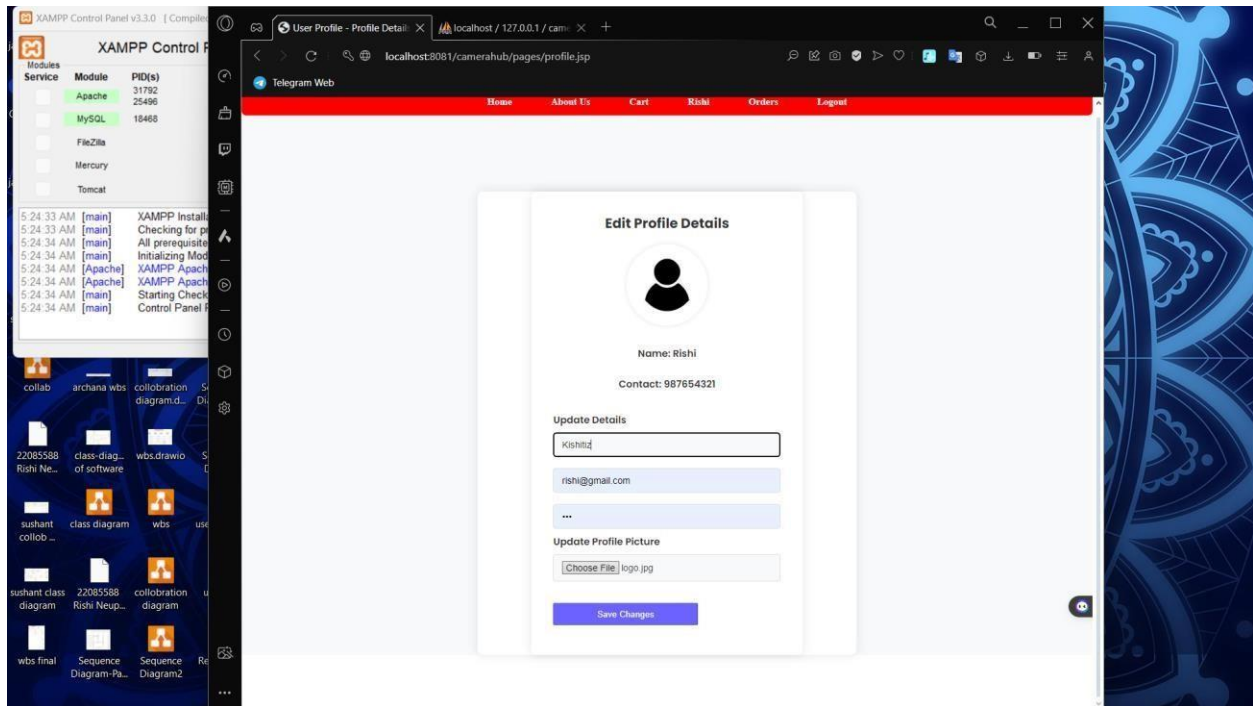 XAMPP Control Panel v3.3.0 [ Compiled
XAMPP Control P
Modules
Service Module PID(s)
Apache 31792
25496
MySQL 18468
FileZilla
Mercury
Tomcat
5:24:33 AM [main] XAMPP Installa
5:24:33 AM [main] Checking for pr
5:24:34 AM [main] All prerequisite
5:24:34 AM [main] Initializing Mod
5:24:34 AM [Apache] XAMPP Apach
5:24:34 AM [Apache] XAMPP Apach
5:24:34 AM [main] Starting Check
5:24:34 AM [main] Control Panel
collab
archana wbs
collobration
diagram.d...
22085588
Rishi Ne...
class-diag...
of software
wbs.drawio
sushant
collob ...
class diagram
wbs
use
sushant class
diagram
22085588
Rishi Neup...
collobration
diagram
wbs final
Sequence
Diagram-Pa...
Sequence
Diagram2
Re
User Profile - Profile Detail
localhost / 127.0.0.1 / came
localhost:8081/camerahub/pages/profile.jsp
Telegram Web
Home About Us Cart Rishi Orders Logout
Edit Profile Details
Name: Rishi
Contact: 987654321
Update Details
Kishitiz
rishi@gmail.com
•••
Update Profile Picture
Choose File logo.jpg
Save Changes